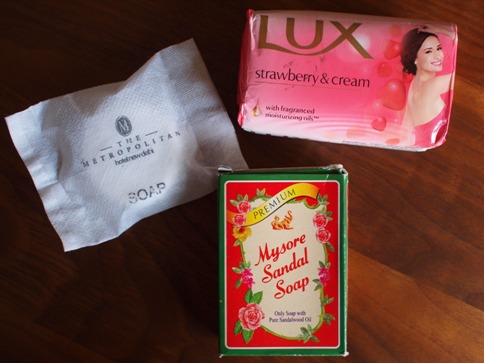 LUX
strawberry & cream
with fragranced
moisturizing oils™
M
THE
METROPOLITAN
hotel new delhi
SOAP
PREMIUM
Mysore
Sandal
Soap
Only Soap with
Pure Sandalwood Oil